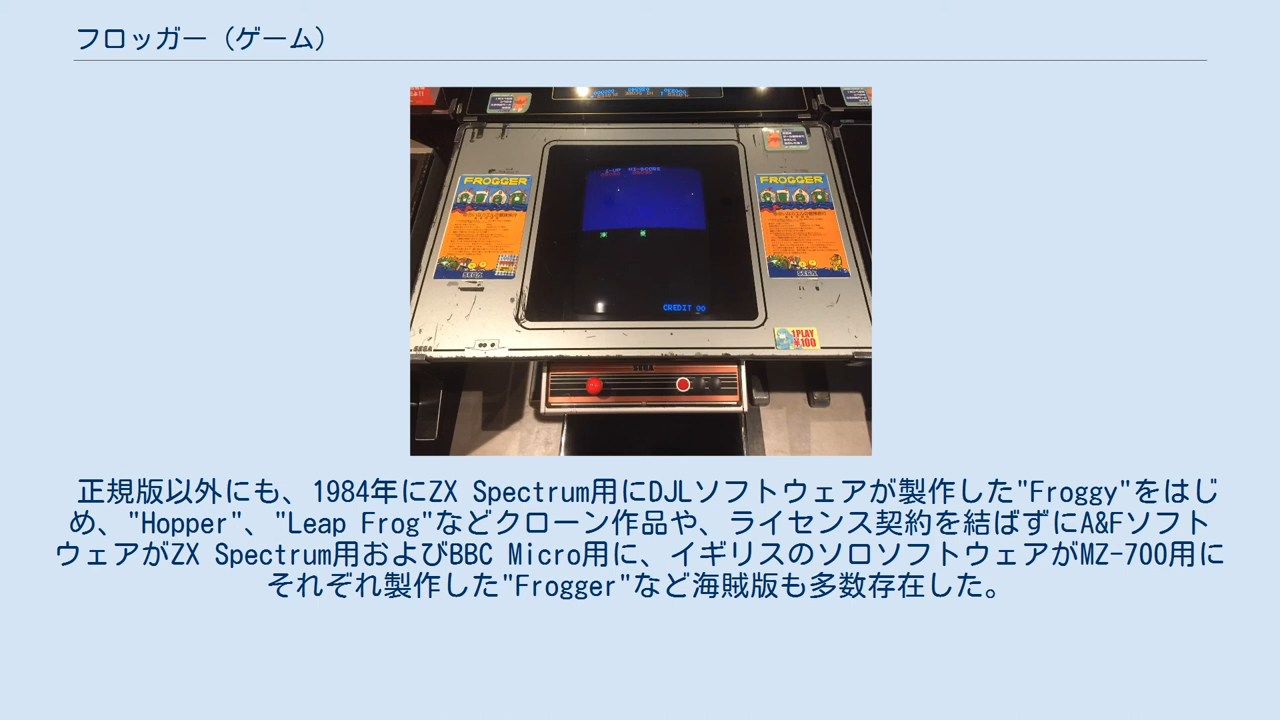 フロッガー（ゲーム）
1-UP HI-SCORE
FROGGER
FROGGER
SEGA
SEGA
CREDIT 00
1PLAY
¥100
SEGA
SEGA
正規版以外にも、1984年にZX Spectrum用にDJLソフトウェアが製作した"Froggy"をはじ
め、"Hopper"、"Leap Frog"などクローン作品や、ライセンス契約を結ばずにA&Fソフト
ウェアがZX Spectrum用およびBBC Micro用に、イギリスのソロソフトウェアがMZ-700用に
それぞれ製作した"Frogger"など海賊版も多数存在した。